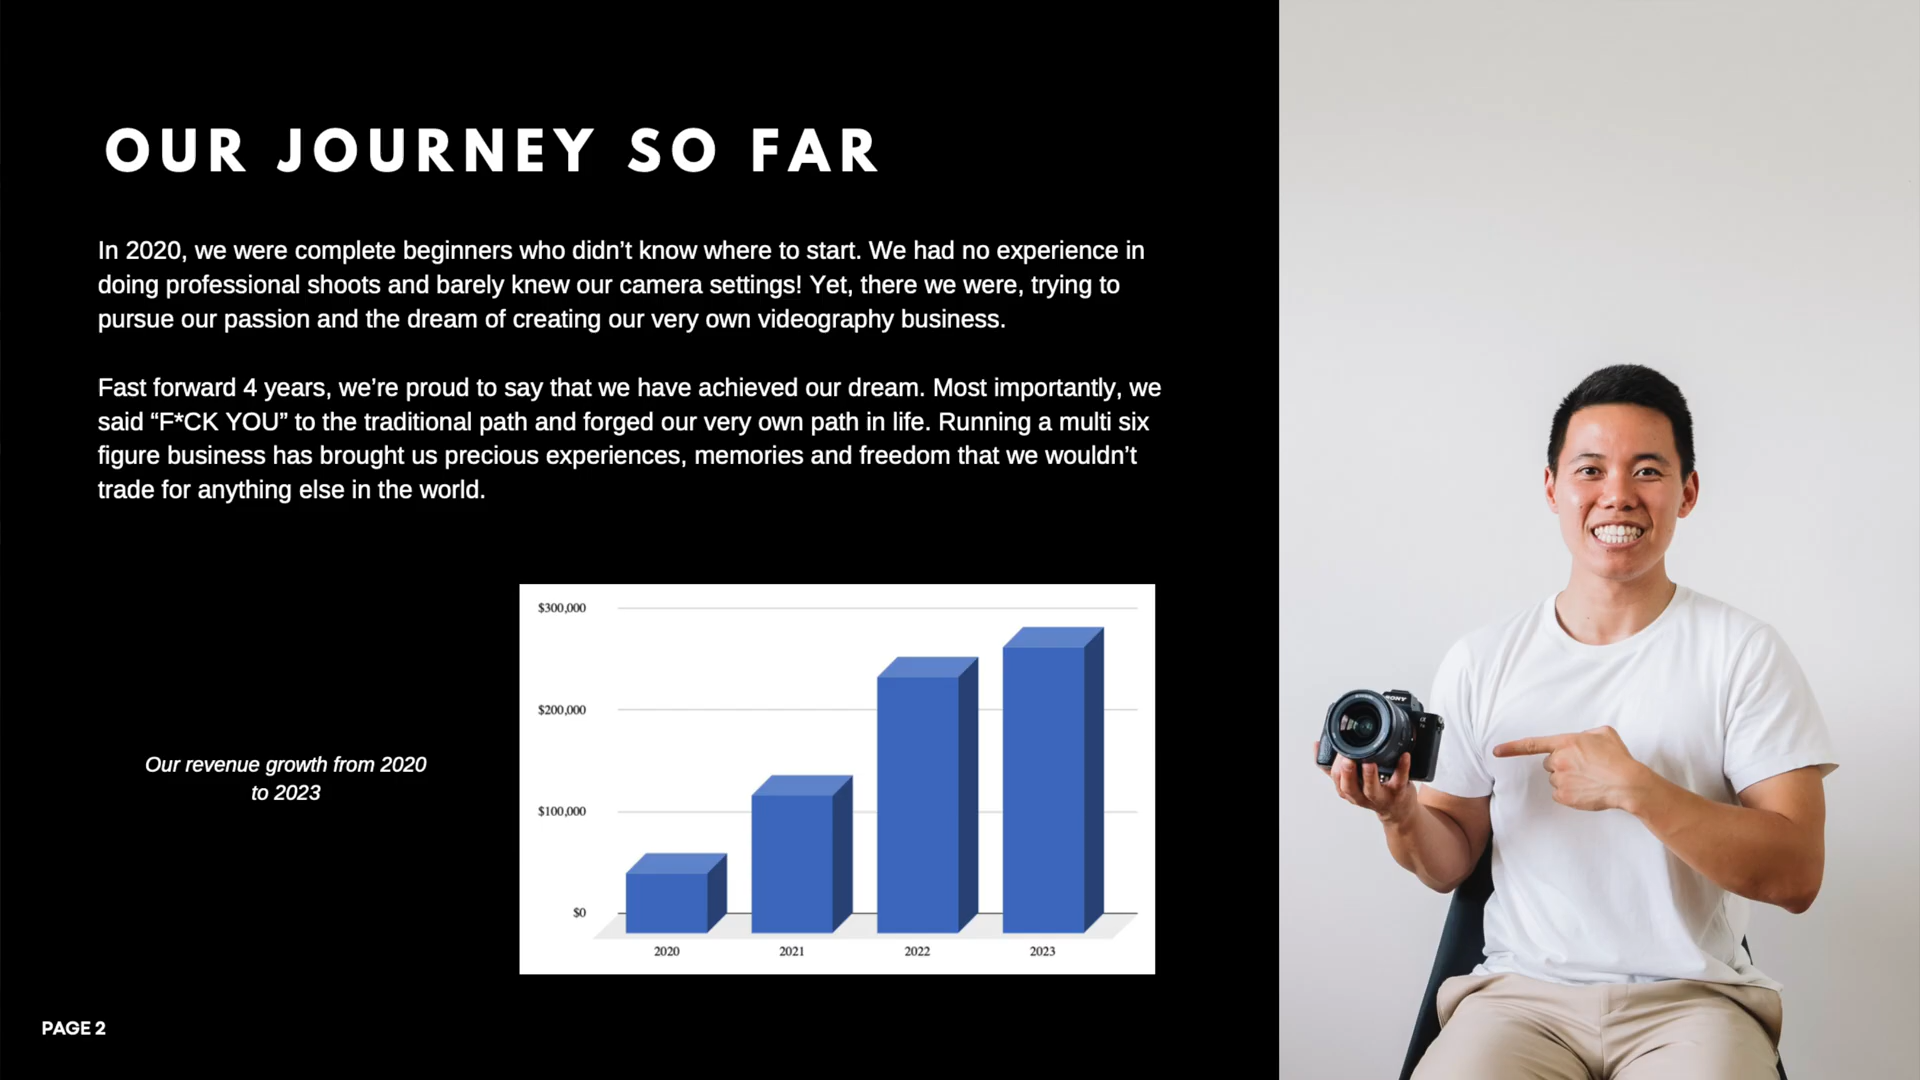 OUR JOURNEY SO FAR
In 2020, we were complete beginners who didn’t know where to start. We had no experience in
doing professional shoots and barely knew our camera settings! Yet, there we were, trying to
pursue our passion and the dream of creating our very own videography business.
Fast forward 4 years, we’re proud to say that we have achieved our dream. Most importantly, we
said “F*CK YOU” to the traditional path and forged our very own path in life. Running a multi six
figure business has brought us precious experiences, memories and freedom that we wouldn’t
trade for anything else in the world.
Our revenue growth from 2020
to 2023
$300,000
$200,000
$100,000
$0
2020 2021 2022 2023
SONY
PAGE 2